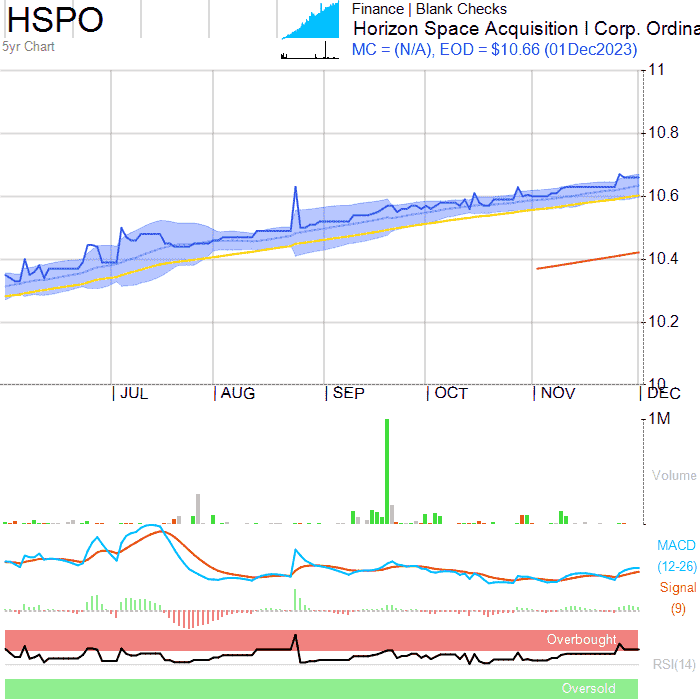 HSPO
5yr Chart
Finance | Blank Checks
Horizon Space Acquisition I Corp. Ordina
MC = (N/A), EOD = $10.66 (01Dec2023)
11
10.8
10.6
10.4
10.2
10
JUL AUG SEP OCT NOV DEC
1M
Volume
MACD
(12-26)
Signal
(9)
Overbought
RSI(14)
Oversold